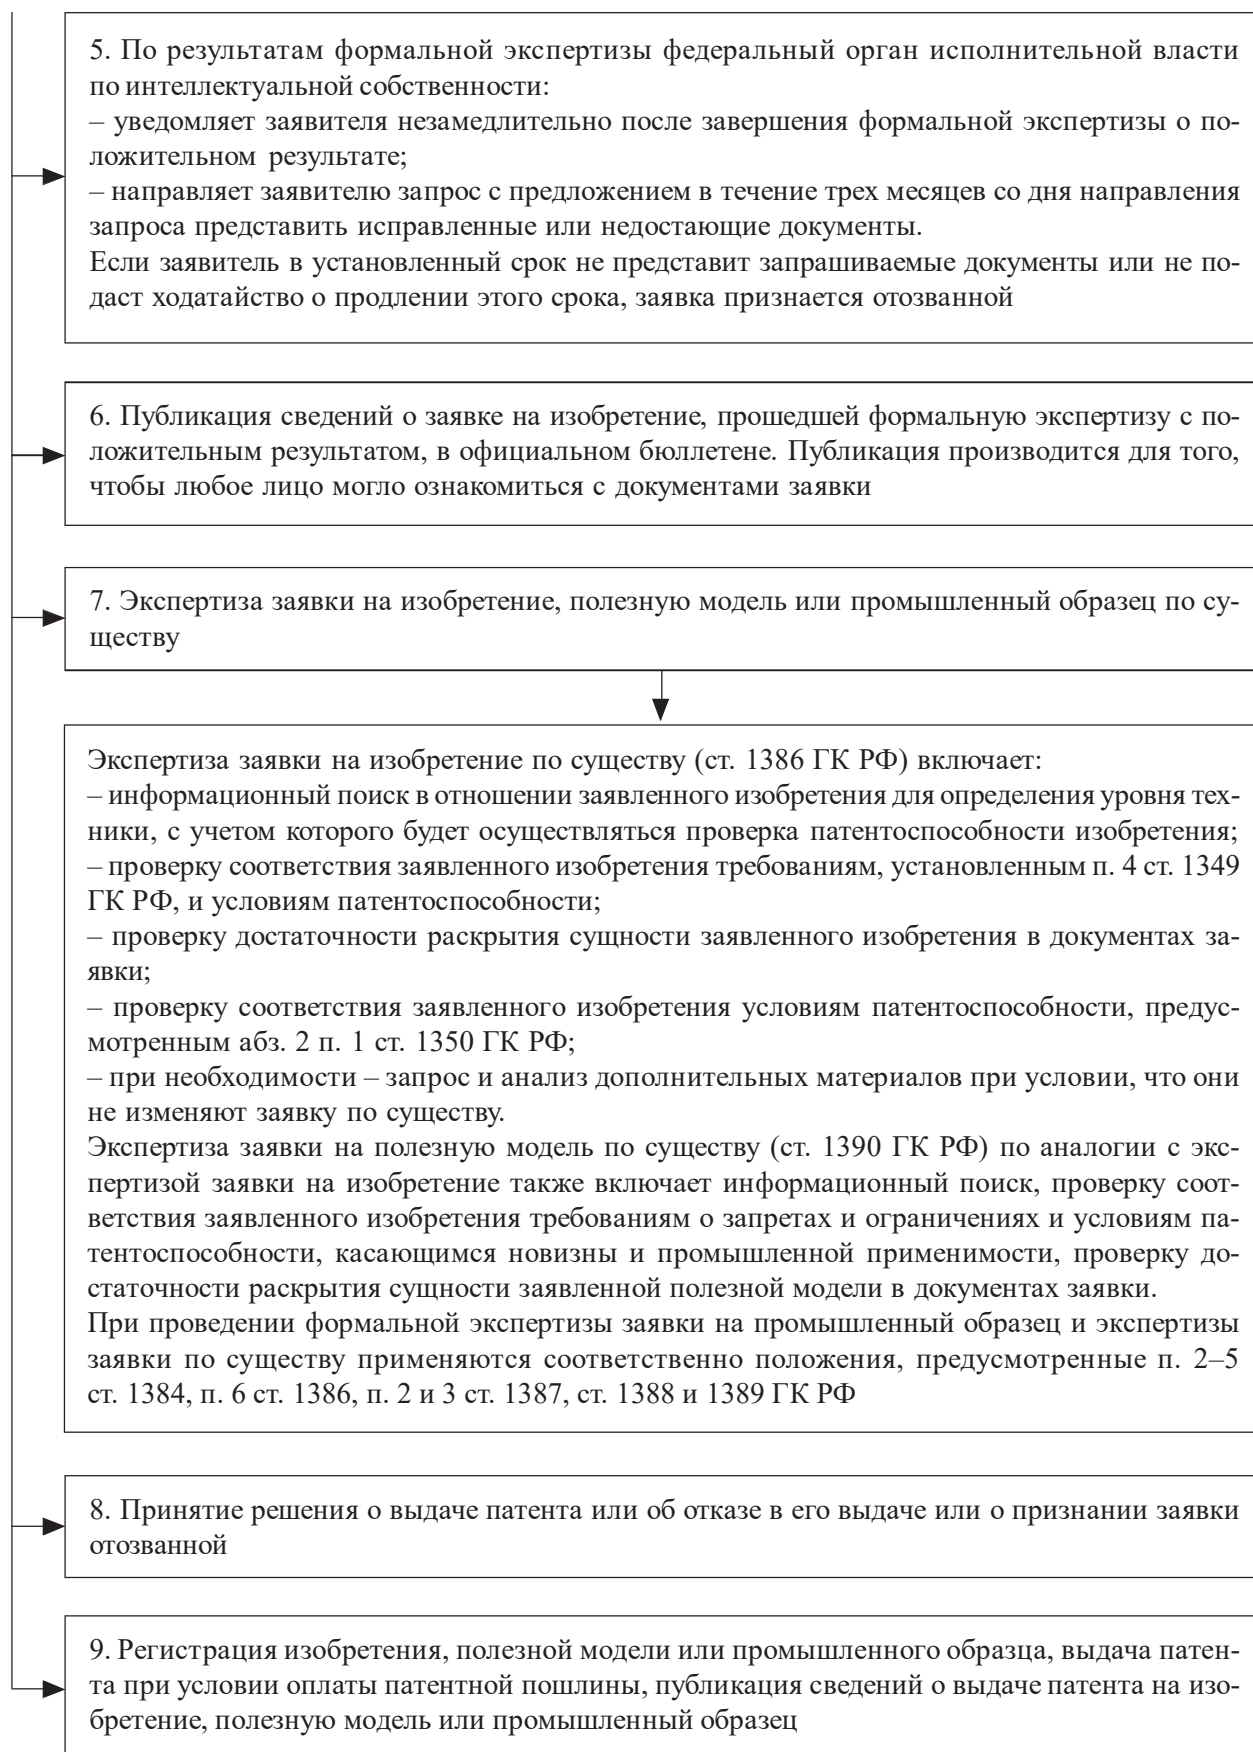 5. По результатам формальной экспертизы федеральный орган исполнительной власти
по интеллектуальной собственности:
– уведомляет заявителя незамедлительно после завершения формальной экспертизы о по-
ложительном результате;
– направляет заявителю запрос с предложением в течение трех месяцев со дня направления
запроса представить исправленные или недостающие документы.
Если заявитель в установленный срок не представит запрашиваемые документы или не по-
даст ходатайство о продлении этого срока, заявка признается отозванной
6. Публикация сведений о заявке на изобретение, прошедшей формальную экспертизу с по-
ложительным результатом, в официальном бюллетене. Публикация производится для того,
чтобы любое лицо могло ознакомиться с документами заявки
7. Экспертиза заявки на изобретение, полезную модель или промышленный образец по су-
ществу
Экспертиза заявки на изобретение по существу (ст. 1386 ГК РФ) включает:
– информационный поиск в отношении заявленного изобретения для определения уровня тех-
ники, с учетом которого будет осуществляться проверка патентоспособности изобретения;
– проверку соответствия заявленного изобретения требованиям, установленным п. 4 ст. 1349
ГК РФ, и условиям патентоспособности;
– проверку достаточности раскрытия сущности заявленного изобретения в документах за-
явки;
– проверку соответствия заявленного изобретения условиям патентоспособности, предус-
мотренным абз. 2 п. 1 ст. 1350 ГК РФ;
– при необходимости – запрос и анализ дополнительных материалов при условии, что они
не изменяют заявку по существу.
Экспертиза заявки на полезную модель по существу (ст. 1390 ГК РФ) по аналогии с экс-
пертизой заявки на изобретение также включает информационный поиск, проверку соот-
ветствия заявленного изобретения требованиям о запретах и ограничениях и условиям па-
тентоспособности, касающимся новизны и промышленной применимости, проверку до-
статочности раскрытия сущности заявленной полезной модели в документах заявки.
При проведении формальной экспертизы заявки на промышленный образец и экспертизы
заявки по существу применяются соответственно положения, предусмотренные п. 2–5
ст. 1384, п. 6 ст. 1386, п. 2 и 3 ст. 1387, ст. 1388 и 1389 ГК РФ
8. Принятие решения о выдаче патента или об отказе в его выдаче или о признании заявки
отозванной
9. Регистрация изобретения, полезной модели или промышленного образца, выдача патен-
та при условии оплаты патентной пошлины, публикация сведений о выдаче патента на изо-
бретение, полезную модель или промышленный образец